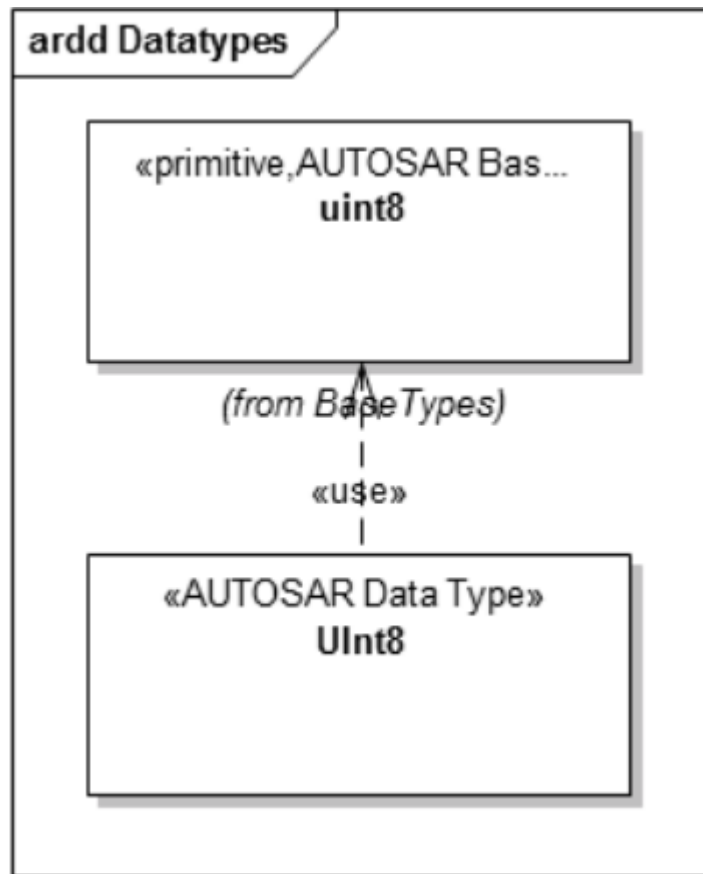 ardd Datatypes
«primitive,AUTOSAR Bas...
uint8
(from BaseTypes)
«use»
«AUTOSAR Data Type»
UInt8